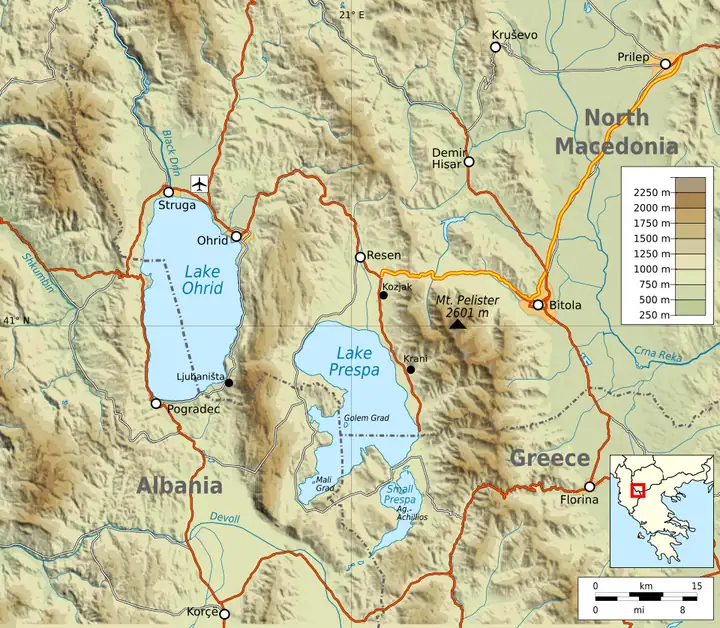 21° E
Kruševo
Prilep
North
Macedonia
Black Drin
Demir
Hisar
2250 m
2000 m
1750 m
1500 m
1250 m
1000 m
750 m
500 m
250 m
Struga
Ohrid
Resen
Shkumbin
Lake
Ohrid
Kozjak
Mt. Pelister
2601 m
Bitola
41° N
Lake
Prespa
Krani
Crna Reka
Ljubaništa
Pogradec
Golem Grad
Greece
Albania
Mali
Grad
Small
Prespa
Ag.
Achillios
Florina
Devoll
0 km 15
0 mi 8
Korçë